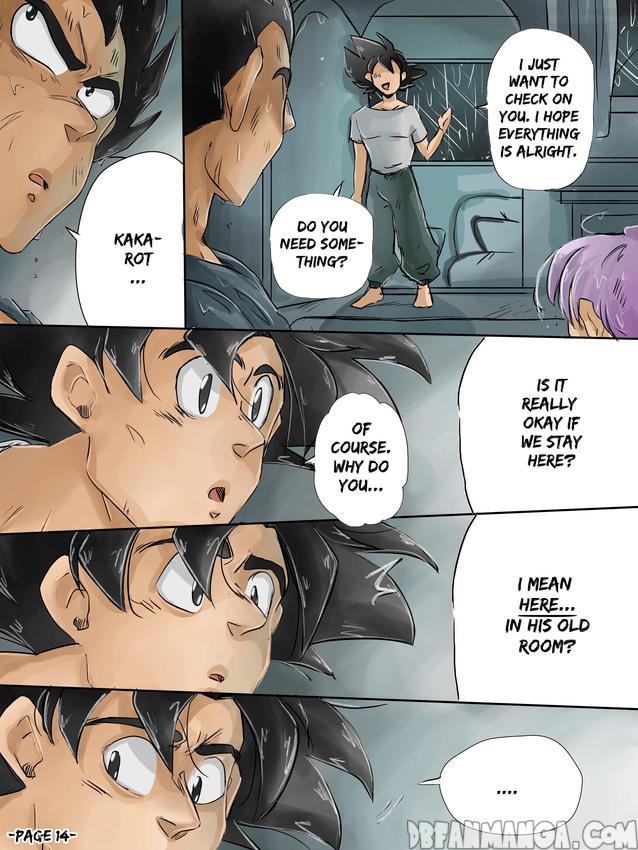 KAKA-
ROT
...
I JUST
WANT TO
CHECK ON
YOU. I HOPE
EVERYTHING
IS ALRIGHT.
DO YOU
NEED SOME-
THING?
IS IT
REALLY
OKAY IF
WE STAY
HERE?
OF
COURSE.
WHY DO
YOU...
I MEAN
HERE...
IN HIS OLD
ROOM?
....
-PAGE 14-
DBFANMANGA.COM